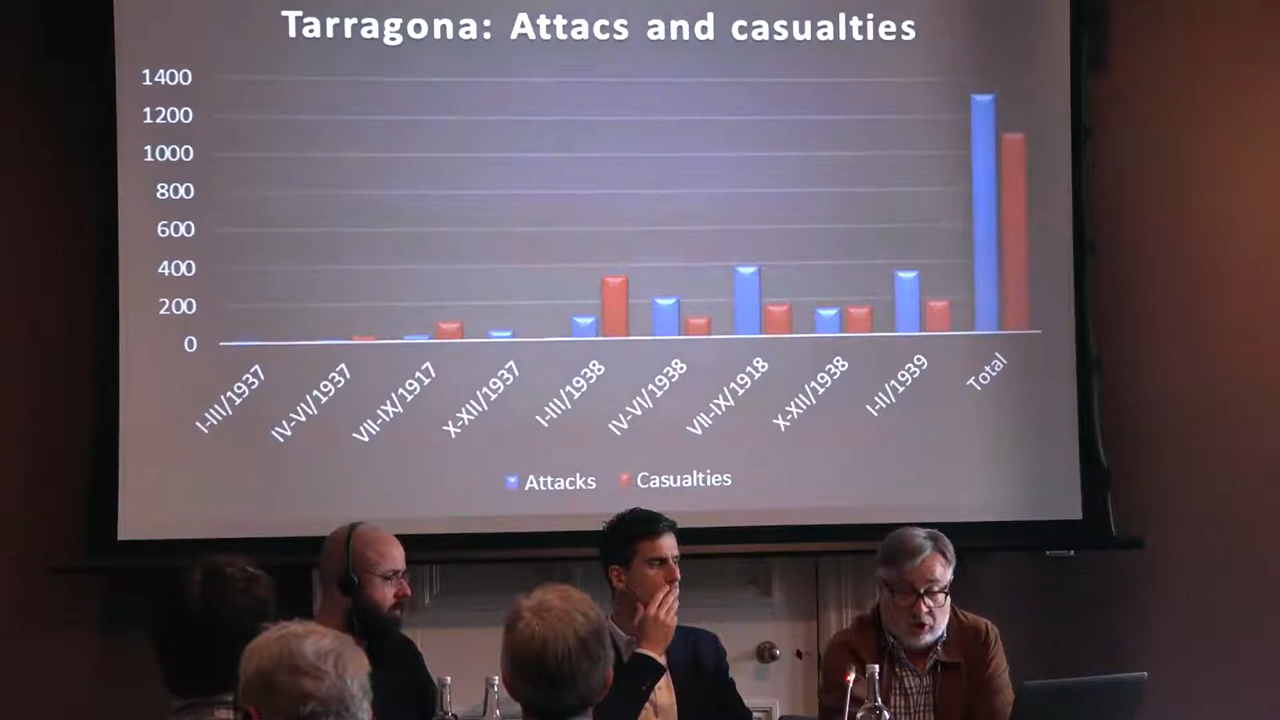 Tarragona: Attacs and casualties
1400
1200
1000
800
600
400
200
0
I-III/1937
IV-VI/1937
VII-IX/1917
X-XII/1937
I-III/1938
IV-VI/1938
VII-IX/1918
X-XII/1938
I-II/1939
Total
Attacks Casualties